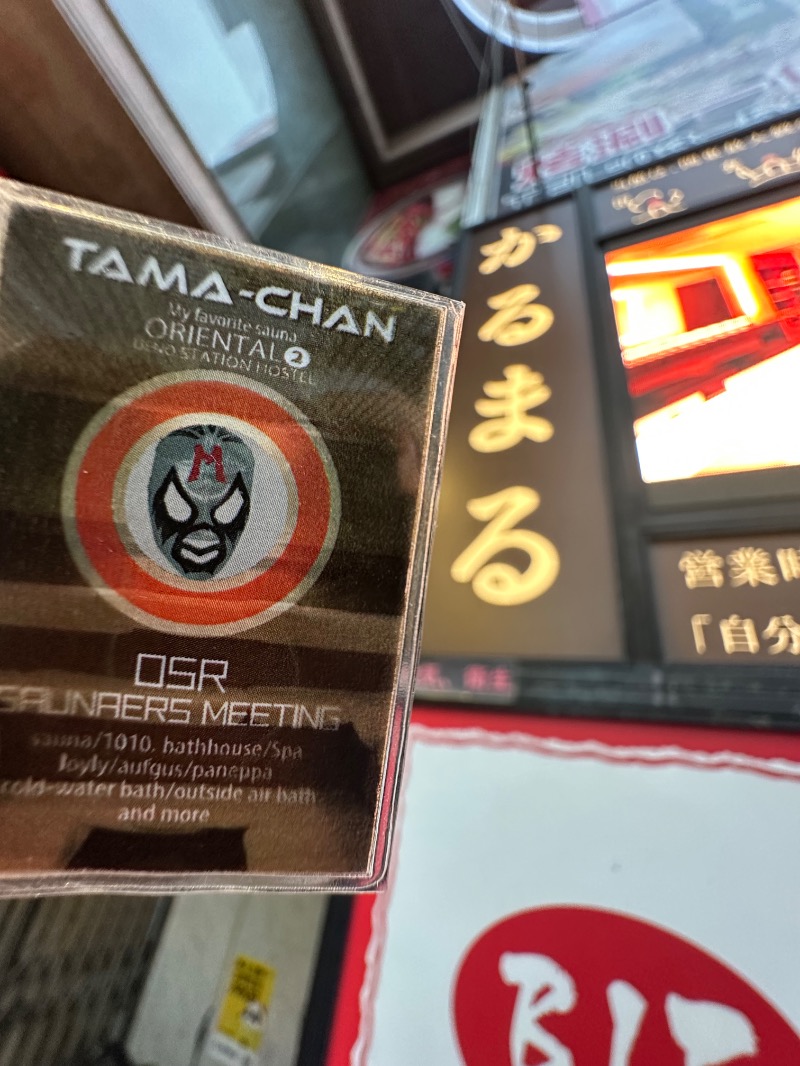 TAMA-CHAN
My favorite sauna
ORIENTAL 2
UENO STATION HOSTEL
M
OSR
SAUNAERS MEETING
sauna/1010. bathhouse/Spa
loyly/aufgus/paneppa
cold-water bath/outside air bath
and more
かるまる
営業時
「自分